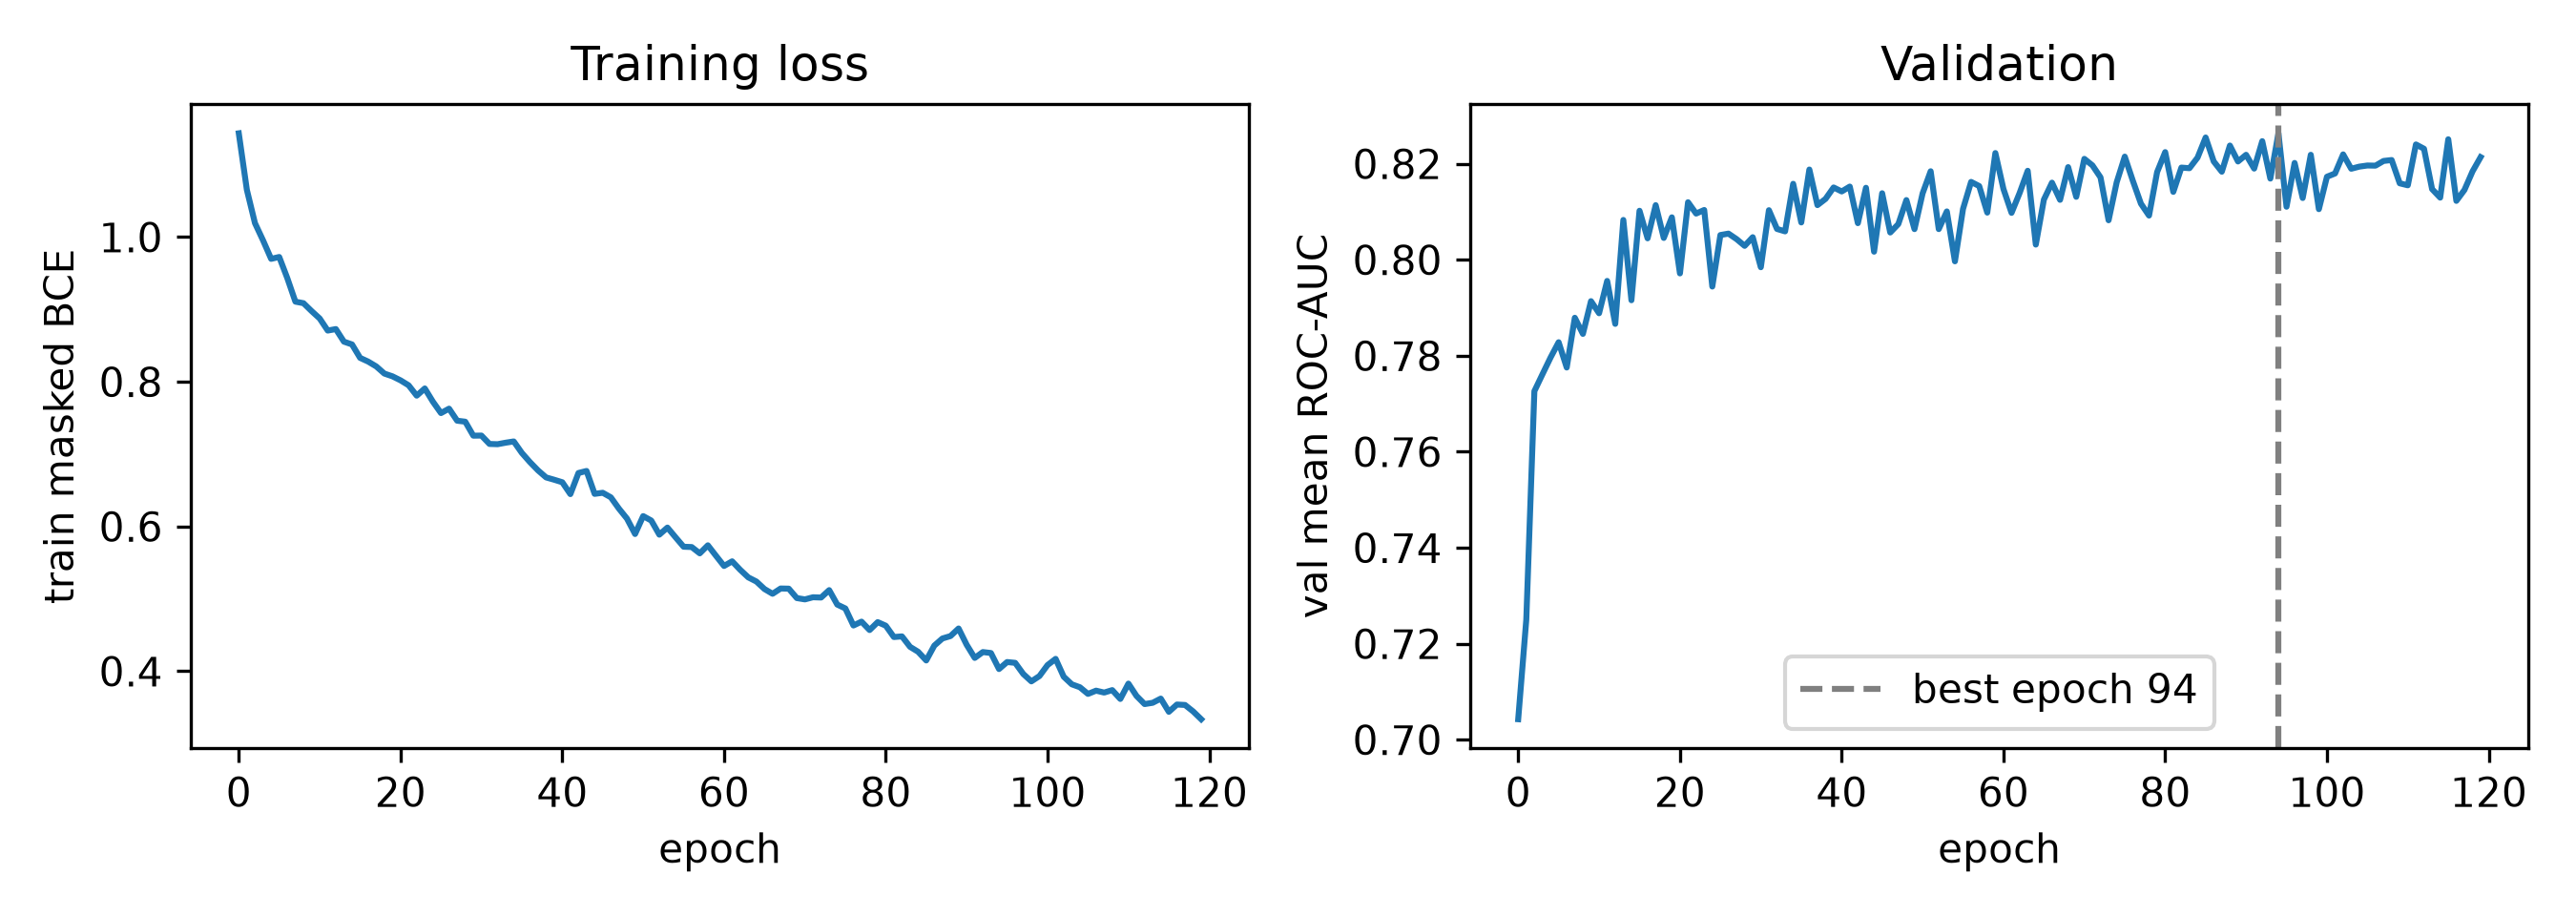 Training loss
train masked BCE
1.0
0.8
0.6
0.4
0 20 40 60 80 100 120
epoch
Validation
val mean ROC-AUC
0.82
0.80
0.78
0.76
0.74
0.72
0.70
best epoch 94
0 20 40 60 80 100 120
epoch